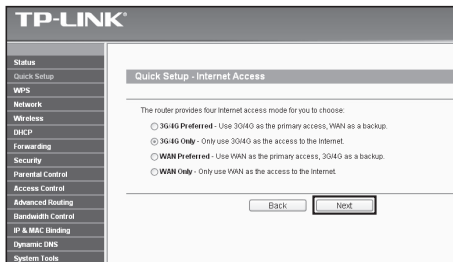 TP-LINK®
Status
Quick Setup
WPS
Network
Wireless
DHCP
Forwarding
Security
Parental Control
Access Control
Advanced Routing
Bandwidth Control
IP & MAC Binding
Dynamic DNS
System Tools
Quick Setup - Internet Access
The router provides four Internet access mode for you to choose:
3G/4G Preferred - Use 3G/4G as the primary access, WAN as a backup.
3G/4G Only - Only use 3G/4G as the access to the Internet.
WAN Preferred - Use WAN as the primary access, 3G/4G as a backup.
WAN Only - Only use WAN as the access to the Internet.
Back Next